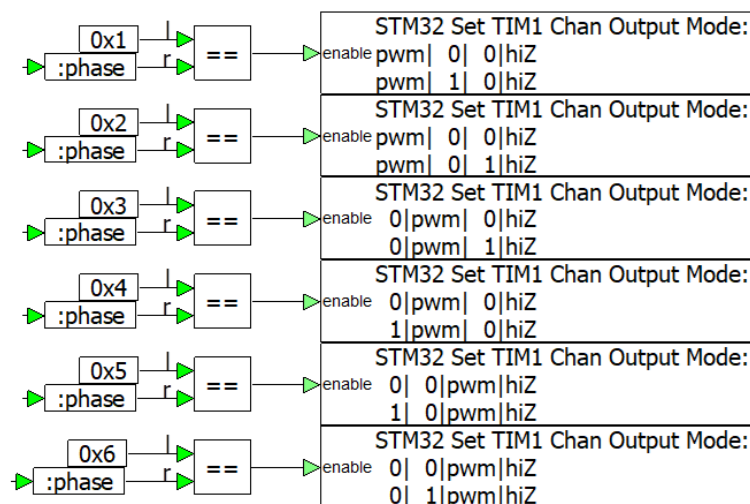 0x1 l STM32 Set TIM1 Chan Output Mode:
:phase r == enable pwm| 0| 0|hiZ
pwm| 1| 0|hiZ
0x2 l STM32 Set TIM1 Chan Output Mode:
:phase r == enable pwm| 0| 0|hiZ
pwm| 0| 1|hiZ
0x3 l STM32 Set TIM1 Chan Output Mode:
:phase r == enable 0|pwm| 0|hiZ
0|pwm| 1|hiZ
0x4 l STM32 Set TIM1 Chan Output Mode:
:phase r == enable 0|pwm| 0|hiZ
1|pwm| 0|hiZ
0x5 l STM32 Set TIM1 Chan Output Mode:
:phase r == enable 0| 0|pwm|hiZ
1| 0|pwm|hiZ
0x6 l STM32 Set TIM1 Chan Output Mode:
:phase r == enable 0| 0|pwm|hiZ
0| 1|pwm|hiZ